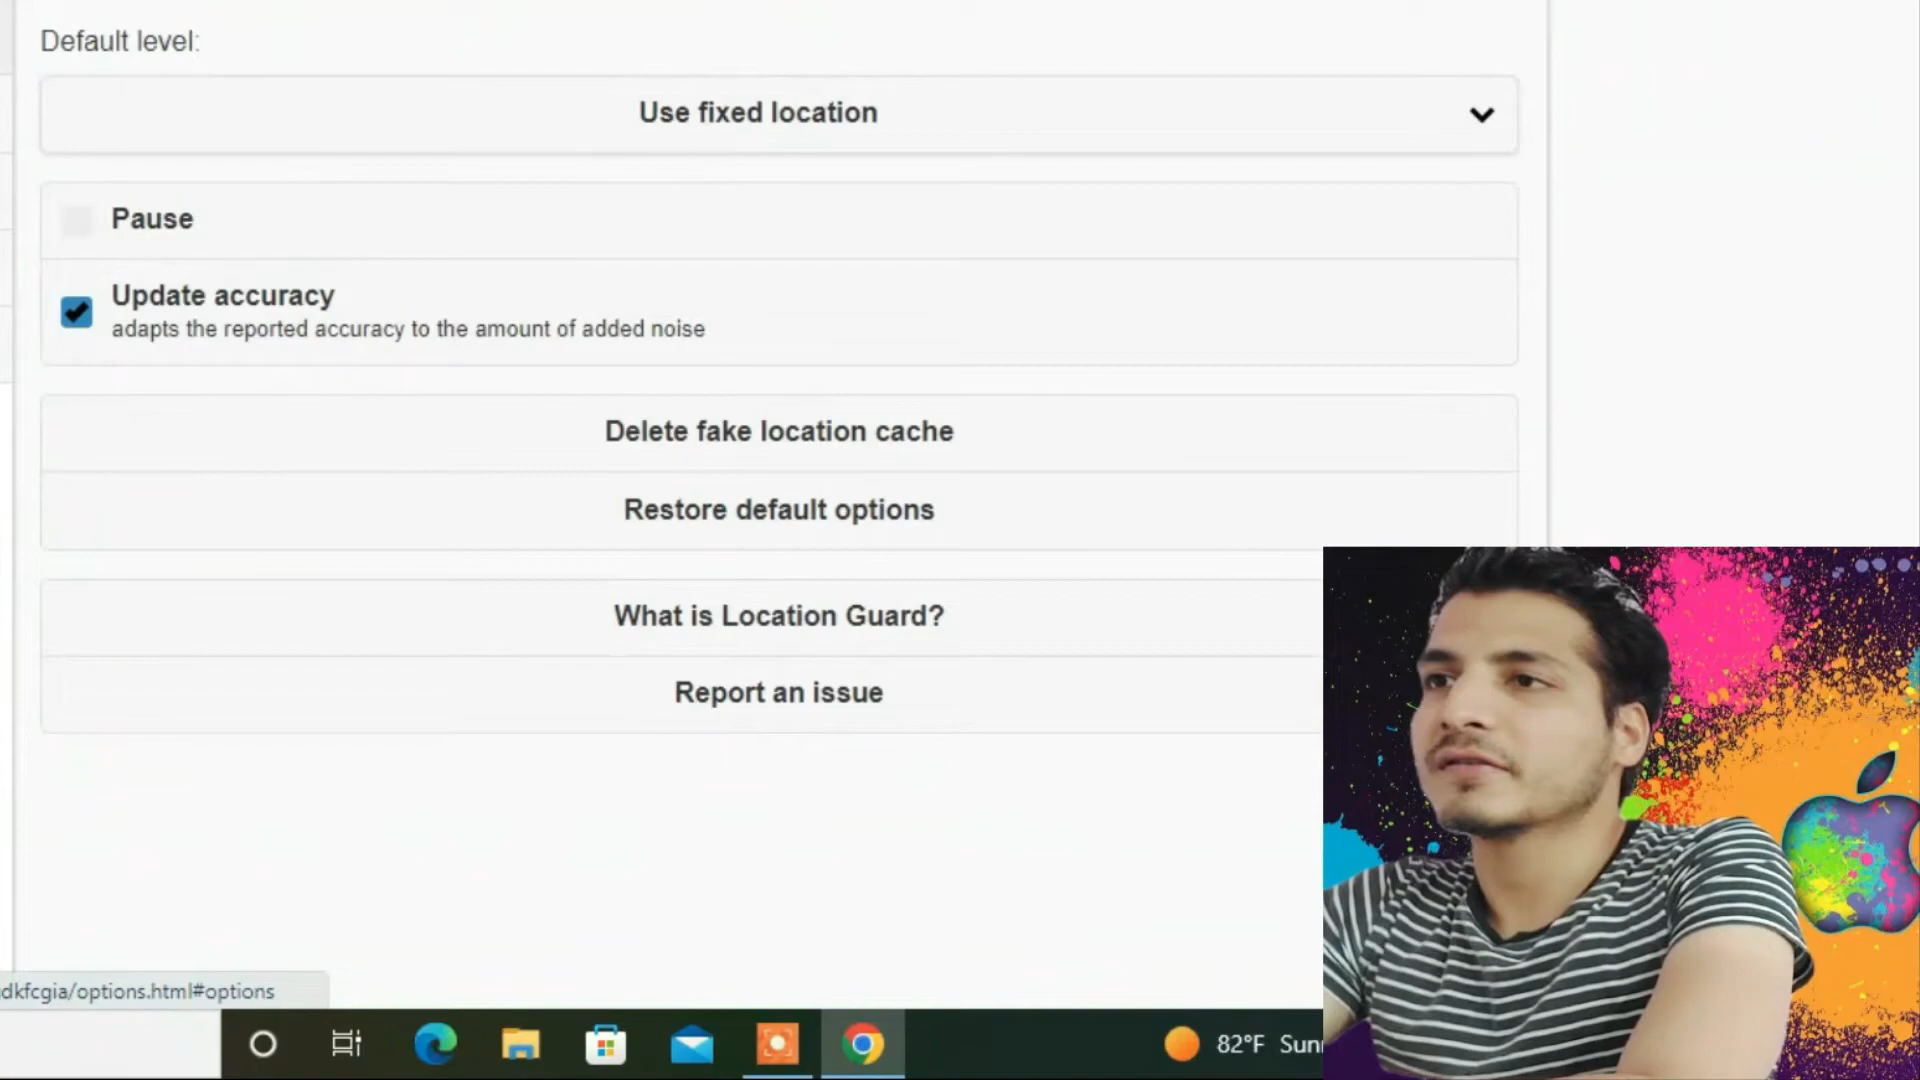 Default level:
Use fixed location
Pause
Update accuracy
adapts the reported accuracy to the amount of added noise
Delete fake location cache
Restore default options
What is Location Guard?
Report an issue
dkfcgia/options.html#options
82°F